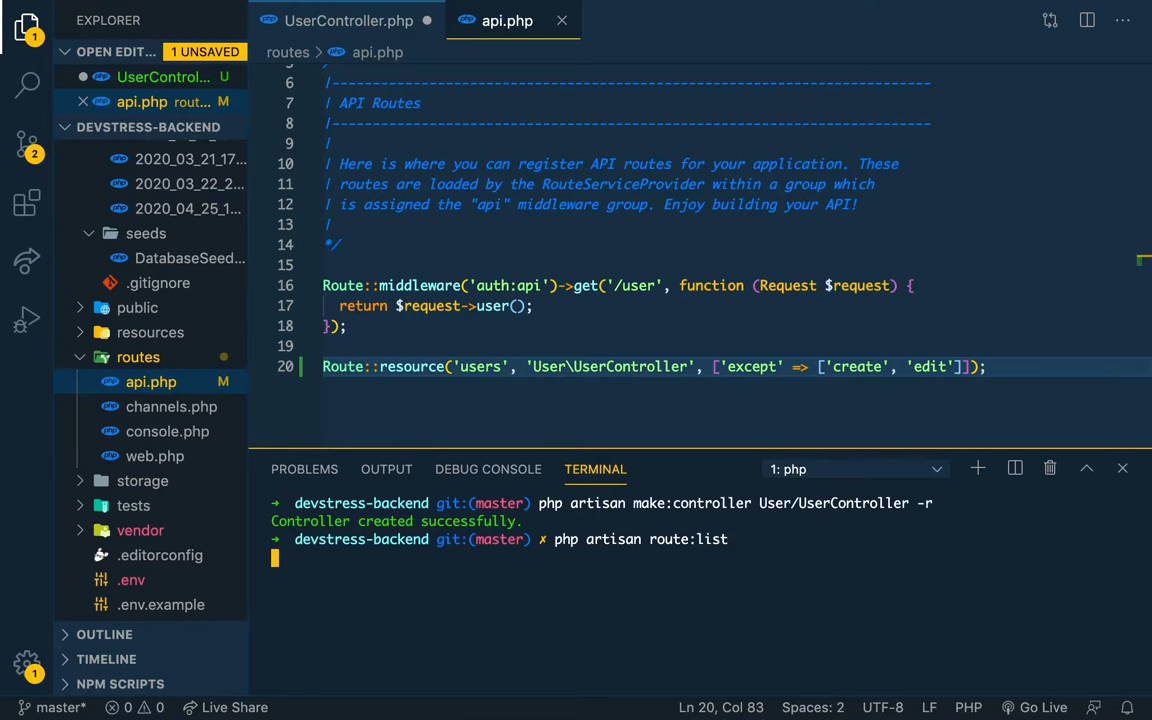 EXPLORER
OPEN EDIT... 1 UNSAVED
UserControl... U
api.php rout... M
DEVSTRESS-BACKEND
2020_03_21_17...
2020_03_22_2...
2020_04_25_1...
seeds
DatabaseSeed...
.gitignore
public
resources
routes
api.php M
channels.php
console.php
web.php
storage
tests
vendor
.editorconfig
.env
.env.example
OUTLINE
TIMELINE
NPM SCRIPTS
1
2
1
php UserController.php
php api.php
routes > php api.php
6 |--------------------------------------------------------------------------
7 | API Routes
8 |--------------------------------------------------------------------------
9 |
10 | Here is where you can register API routes for your application. These
11 | routes are loaded by the RouteServiceProvider within a group which
12 | is assigned the "api" middleware group. Enjoy building your API!
13 |
14 */
15
16 Route::middleware('auth:api')->get('/user', function (Request $request) {
17 return $request->user();
18 });
19
20 Route::resource('users', 'User\UserController', ['except' => ['create', 'edit']]);
PROBLEMS OUTPUT DEBUG CONSOLE TERMINAL 1: php
→ devstress-backend git:(master) php artisan make:controller User/UserController -r
Controller created successfully.
→ devstress-backend git:(master) ✗ php artisan route:list
master* 0 0 Live Share Ln 20, Col 83 Spaces: 2 UTF-8 LF PHP Go Live